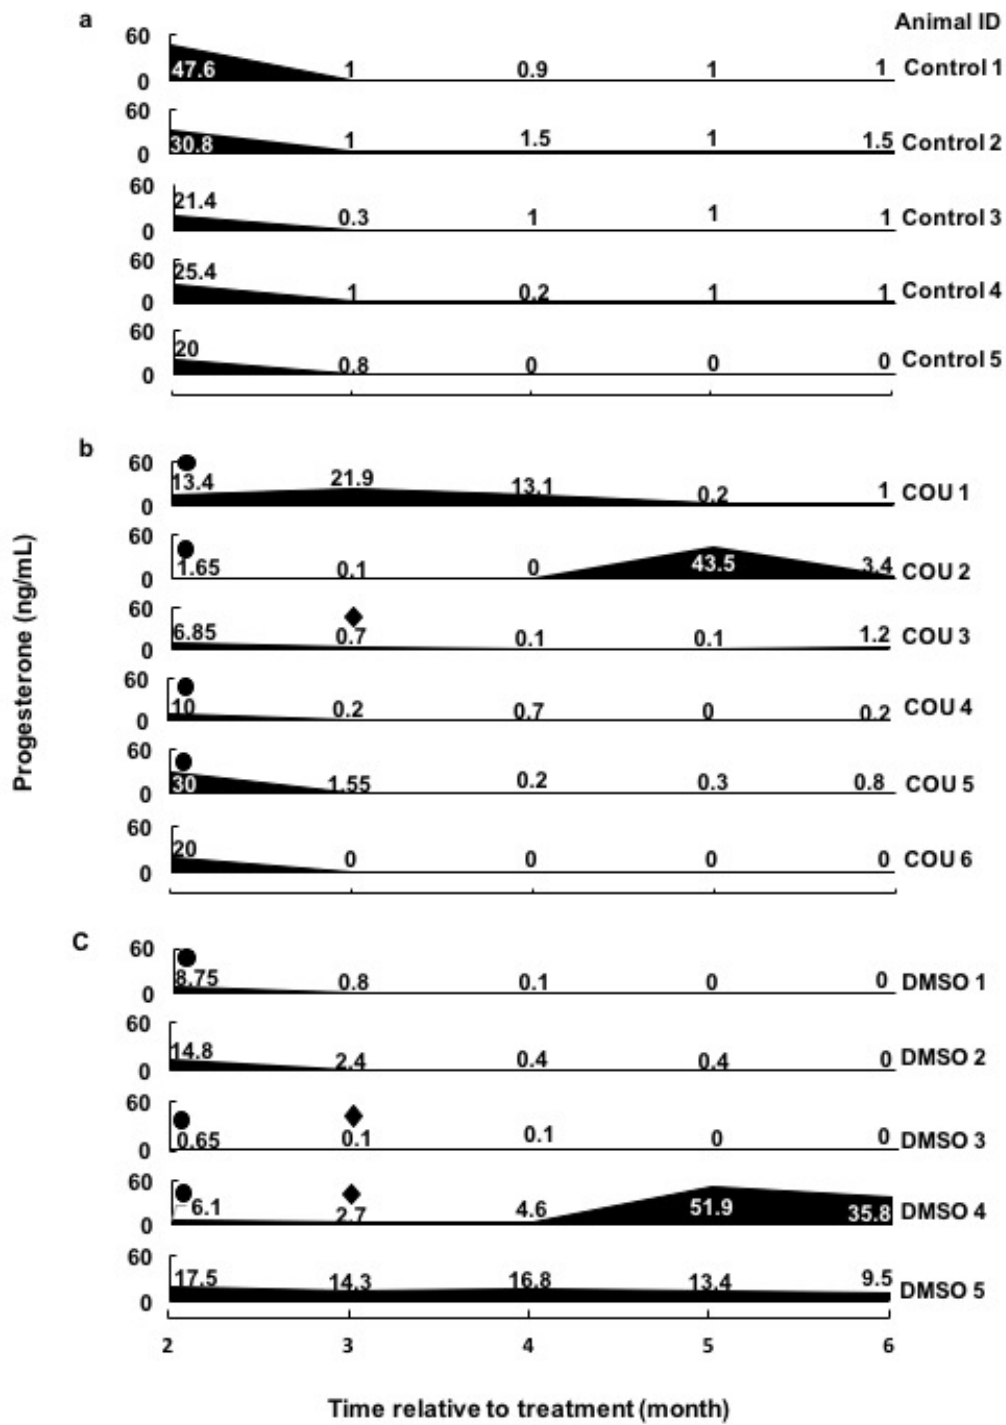 a
Animal ID
60
47.6 1 0.9 1 1 Control 1
0
60
30.8 1 1.5 1 1.5 Control 2
0
60
21.4 0.3 1 1 1 Control 3
0
60
25.4 1 0.2 1 1 Control 4
0
60
20 0.8 0 0 0 Control 5
0
Progesterone (ng/mL)
b
60
13.4 21.9 13.1 0.2 1 COU 1
0
60
1.65 0.1 0 43.5 3.4 COU 2
0
60
6.85 0.7 0.1 0.1 1.2 COU 3
0
60
10 0.2 0.7 0 0.2 COU 4
0
60
30 1.55 0.2 0.3 0.8 COU 5
0
60
20 0 0 0 0 COU 6
0
C
60
8.75 0.8 0.1 0 0 DMSO 1
0
60
14.8 2.4 0.4 0.4 0 DMSO 2
0
60
0.65 0.1 0.1 0 0 DMSO 3
0
60
6.1 2.7 4.6 51.9 35.8 DMSO 4
0
60
17.5 14.3 16.8 13.4 9.5 DMSO 5
0
2 3 4 5 6
Time relative to treatment (month)